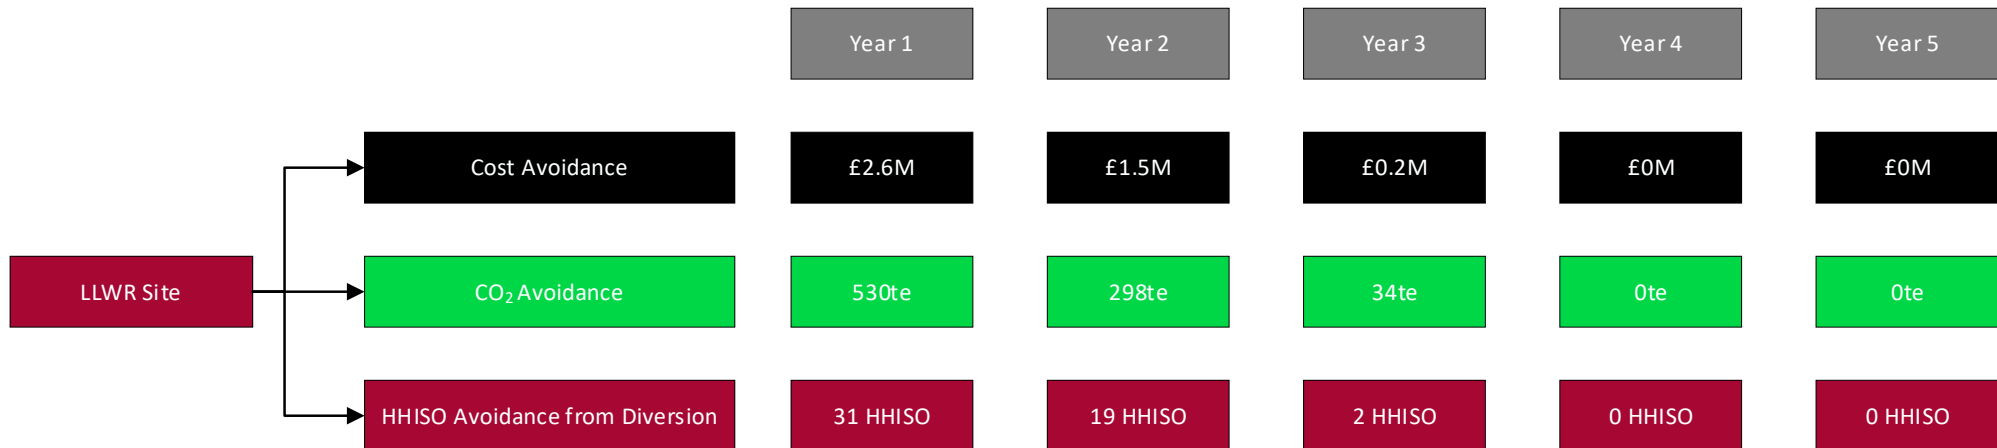 Year 1
Year 2
Year 3
Year 4
Year 5
Cost Avoidance
£2.6M
£1.5M
£0.2M
£0M
£0M
LLWR Site
CO₂ Avoidance
530te
298te
34te
0te
0te
HHISO Avoidance from Diversion
31 HHISO
19 HHISO
2 HHISO
0 HHISO
0 HHISO